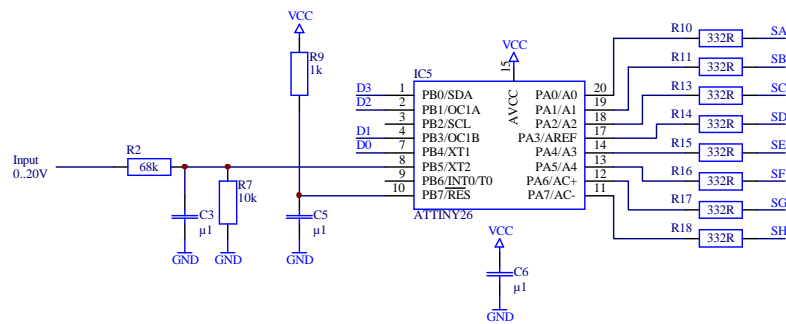 VCC
R9
1k
IC5
VCC
15
AVCC
D3 1 PB0/SDA PA0/A0 20 R10 332R SA
D2 2 PB1/OC1A PA1/A1 19 R11 332R SB
3 PB2/SCL PA2/A2 18 R13 332R SC
D1 4 PB3/OC1B PA3/AREF 17 R14 332R SD
D0 7 PB4/XT1 PA4/A3 14 R15 332R SE
8 PB5/XT2 PA5/A4 13 R16 332R SF
9 PB6/INT0/T0 PA6/AC+ 12 R17 332R SG
10 PB7/RES PA7/AC- 11 R18 332R SH
ATTINY26
Input
0..20V
R2
68k
C3
µ1
GND
R7
10k
GND
C5
µ1
GND
VCC
C6
µ1
GND